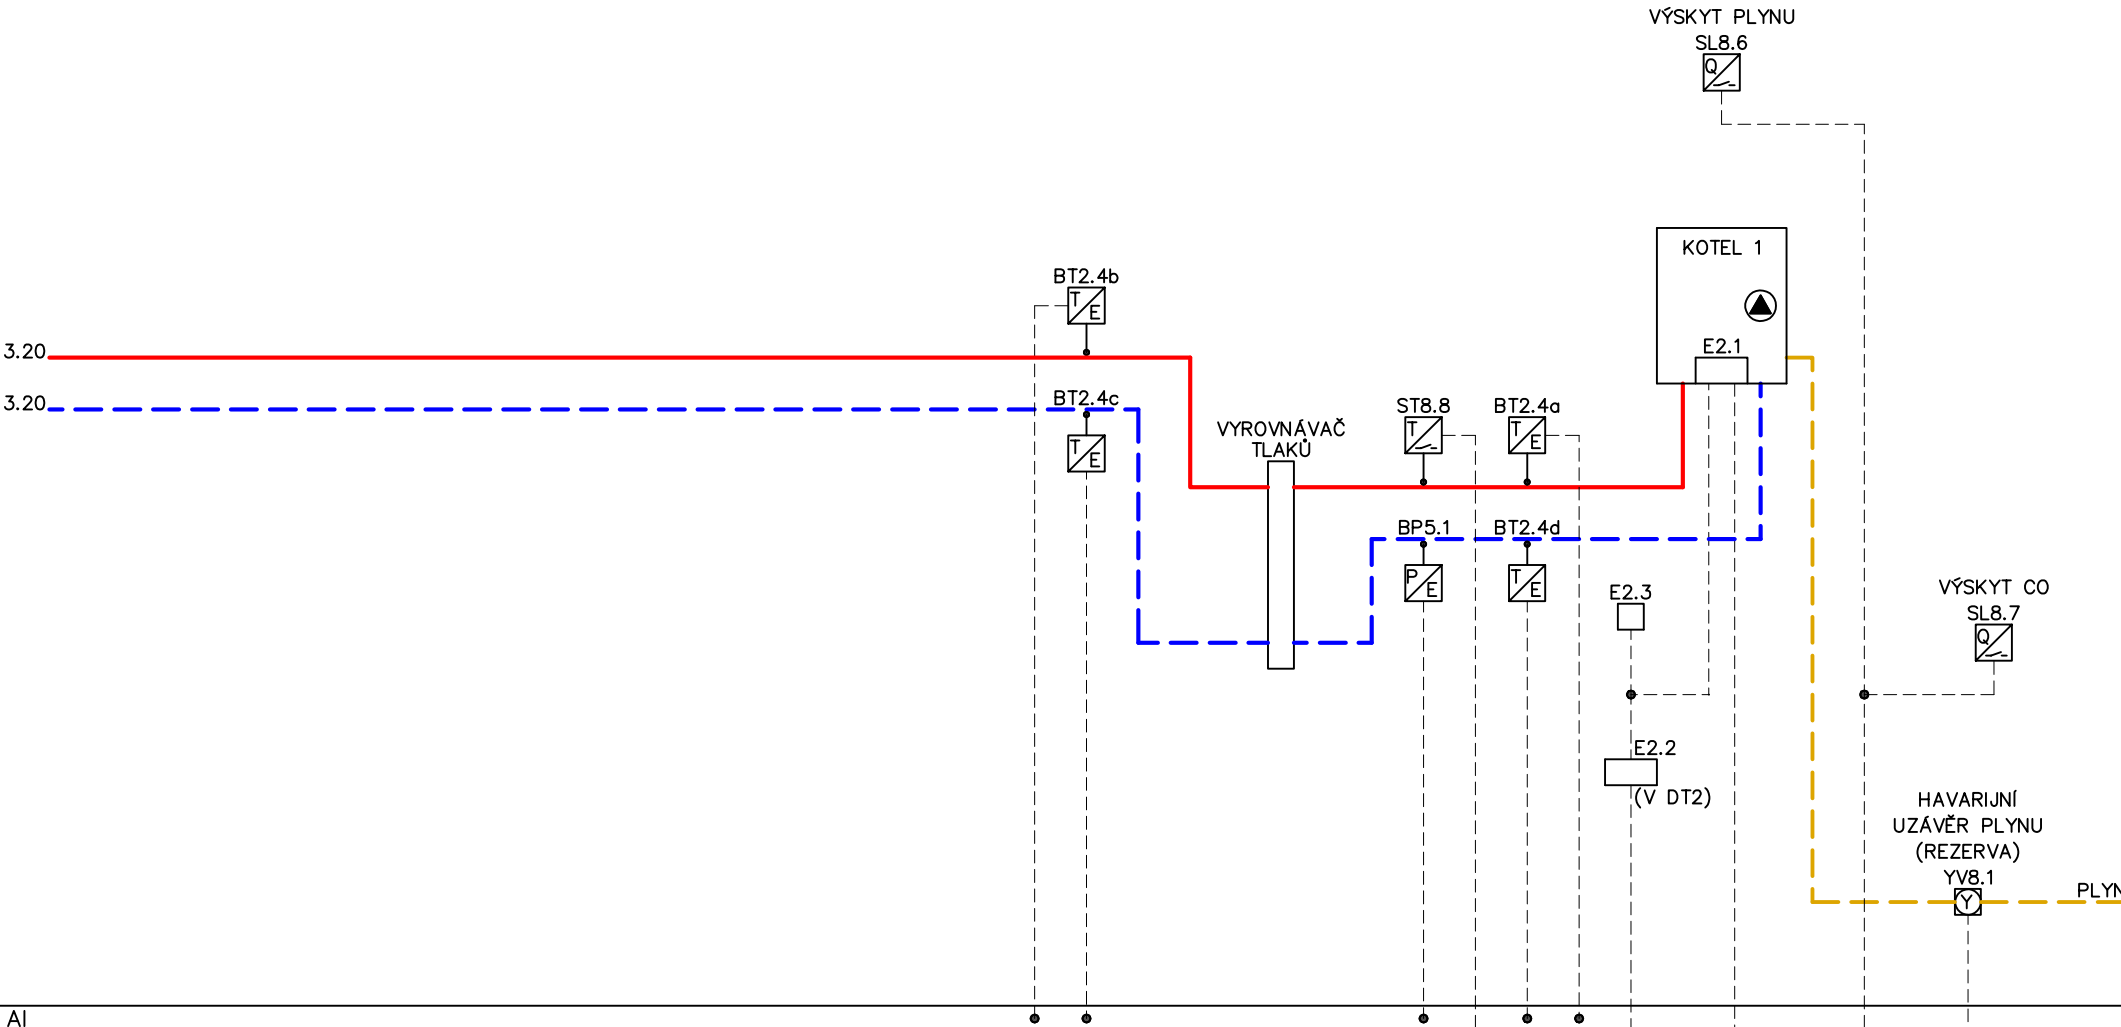 VÝSKYT PLYNU
SL8.6
Q
KOTEL 1
E2.1
BT2.4b
T
E
3.20
3.20
BT2.4c
T
E
VYROVNÁVAČ
TLAKŮ
ST8.8
T
BT2.4a
T
E
BP5.1
P
E
BT2.4d
T
E
E2.3
VÝSKYT CO
SL8.7
Q
E2.2
(V DT2)
HAVARIJNÍ
UZÁVĚR PLYNU
(REZERVA)
YV8.1
Y
PLYN
AI